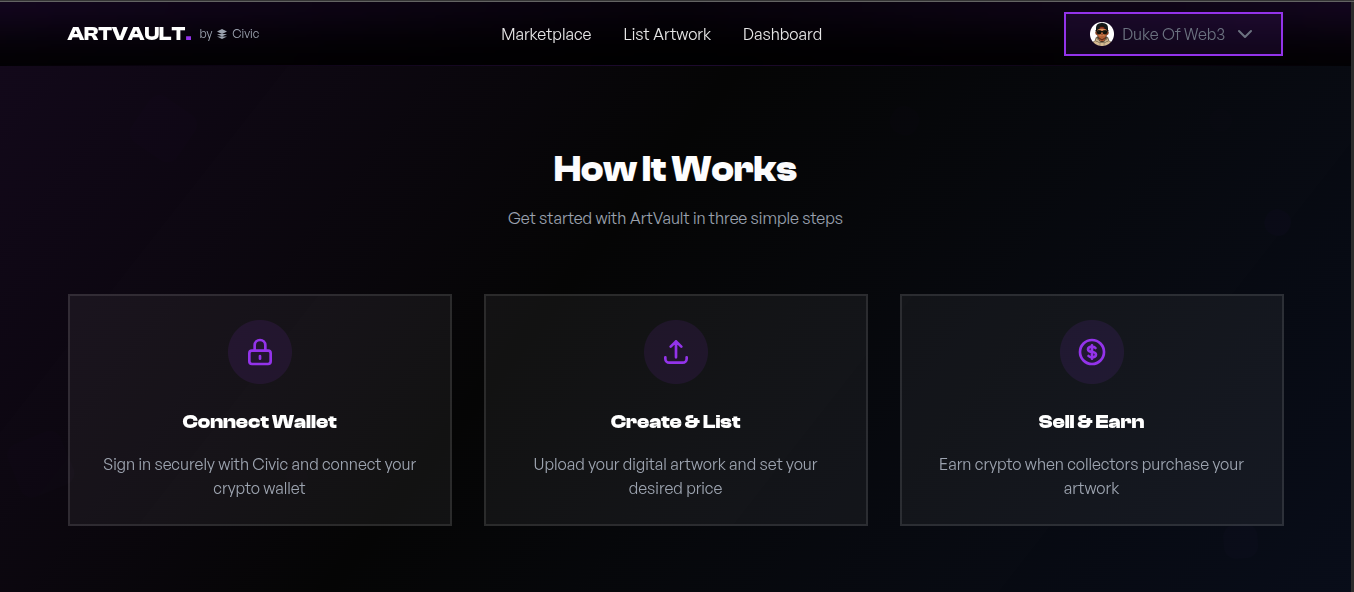 ARTVAULT. by Civic
Marketplace List Artwork Dashboard
Duke Of Web3
How It Works
Get started with ArtVault in three simple steps
Connect Wallet
Sign in securely with Civic and connect your
crypto wallet
Create & List
Upload your digital artwork and set your
desired price
Sell & Earn
Earn crypto when collectors purchase your
artwork